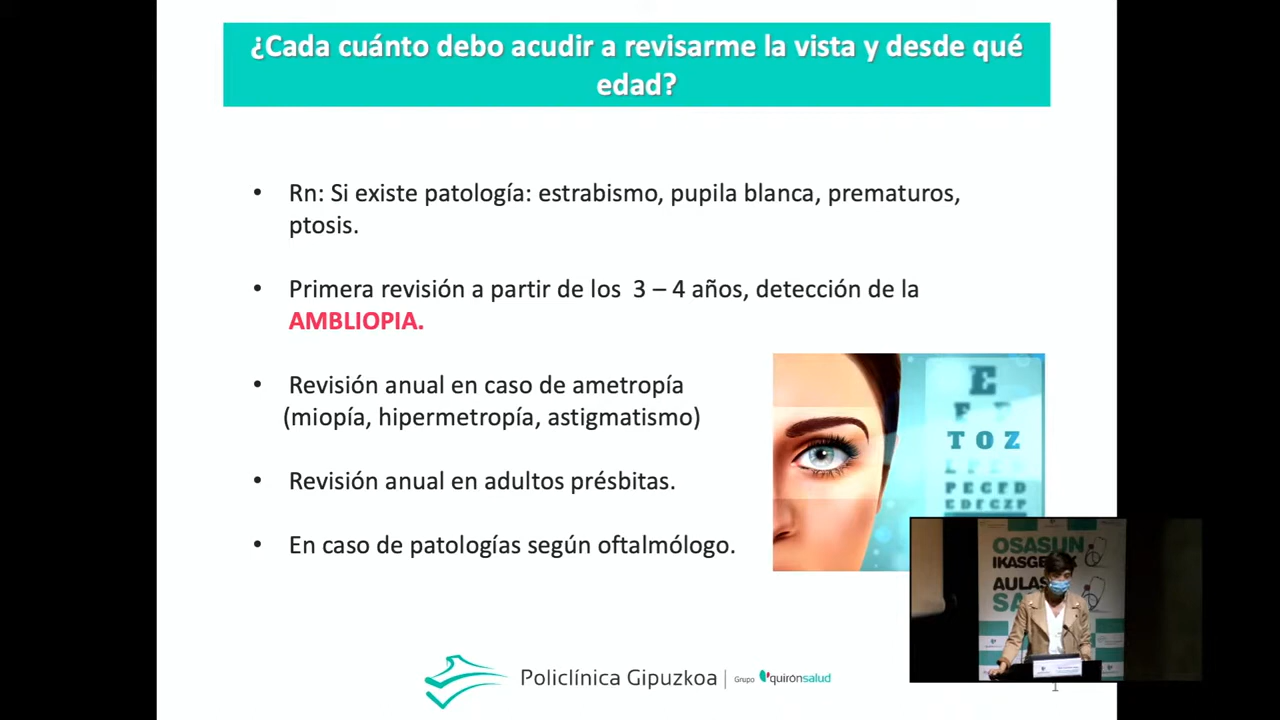 ¿Cada cuánto debo acudir a revisarme la vista y desde qué
edad?
• Rn: Si existe patología: estrabismo, pupila blanca, prematuros,
ptosis.
• Primera revisión a partir de los 3 – 4 años, detección de la
AMBLIOPIA.
• Revisión anual en caso de ametropía
(miopía, hipermetropía, astigmatismo)
• Revisión anual en adultos présbitas.
• En caso de patologías según oftalmólogo.
E
T O Z
P E C F D
E D F C Z P
OSASUN
AULAS
Policlínica Gipuzkoa | Grupo quirónsalud
1